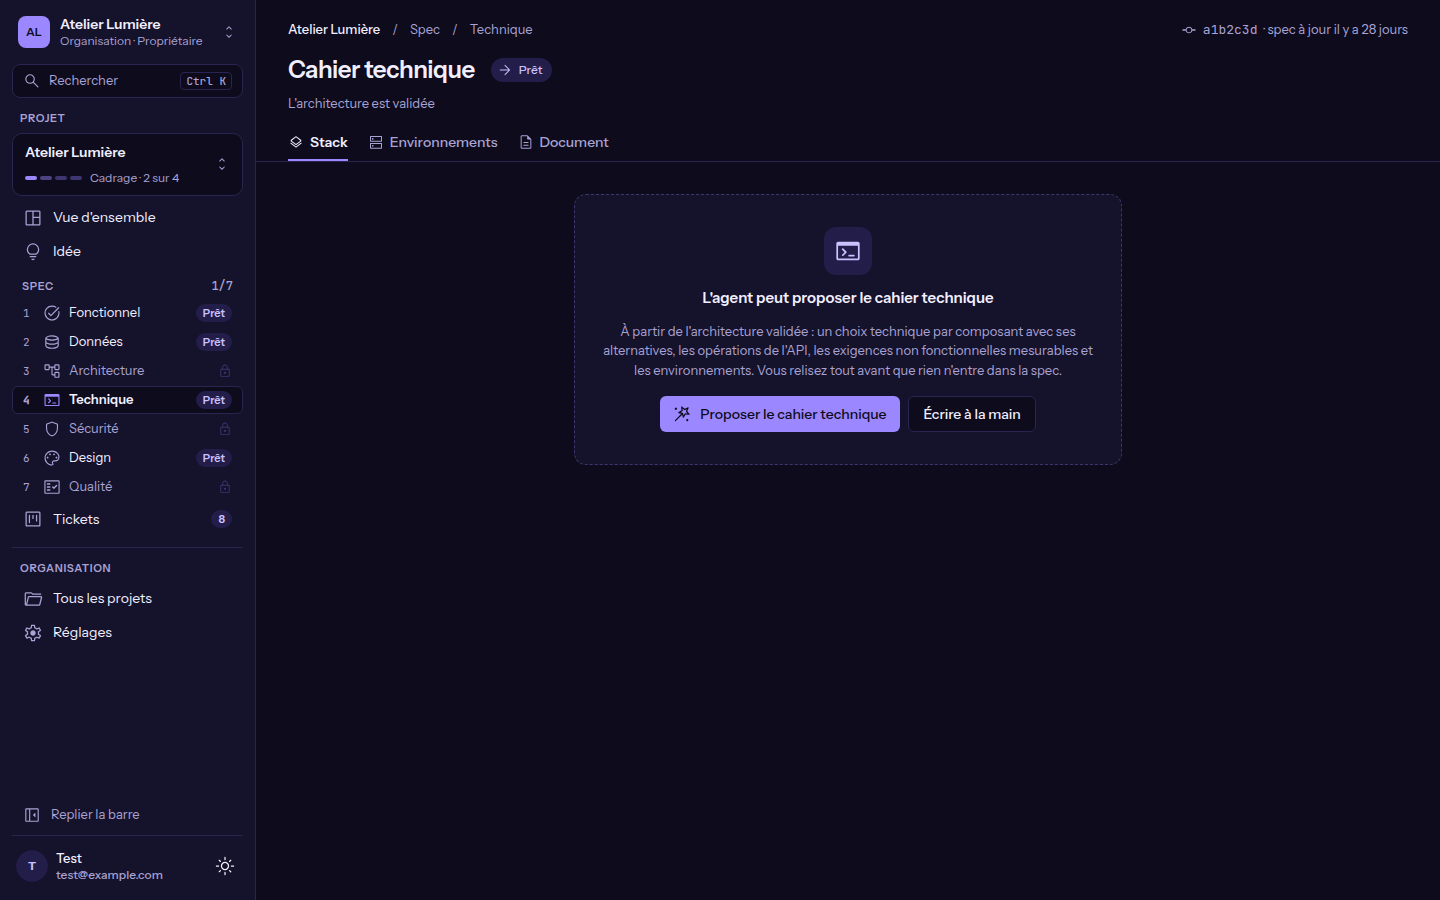 AL
Atelier Lumière
Organisation · Propriétaire
Rechercher
Ctrl K
PROJET
Atelier Lumière
Cadrage · 2 sur 4
Vue d'ensemble
Idée
SPEC 1/7
1 Fonctionnel Prêt
2 Données Prêt
3 Architecture
4 Technique Prêt
5 Sécurité
6 Design Prêt
7 Qualité
Tickets 8
ORGANISATION
Tous les projets
Réglages
Replier la barre
T
Test
test@example.com
Atelier Lumière / Spec / Technique
a1b2c3d · spec à jour il y a 28 jours
Cahier technique
Prêt
L'architecture est validée
Stack
Environnements
Document
L'agent peut proposer le cahier technique
À partir de l'architecture validée : un choix technique par composant avec ses
alternatives, les opérations de l'API, les exigences non fonctionnelles mesurables et
les environnements. Vous relisez tout avant que rien n'entre dans la spec.
Proposer le cahier technique
Écrire à la main